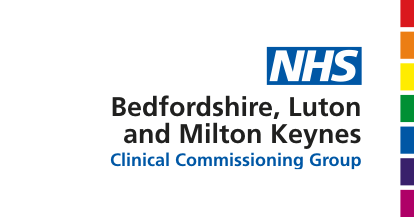 NHS
Bedfordshire, Luton
and Milton Keynes
Clinical Commissioning Group